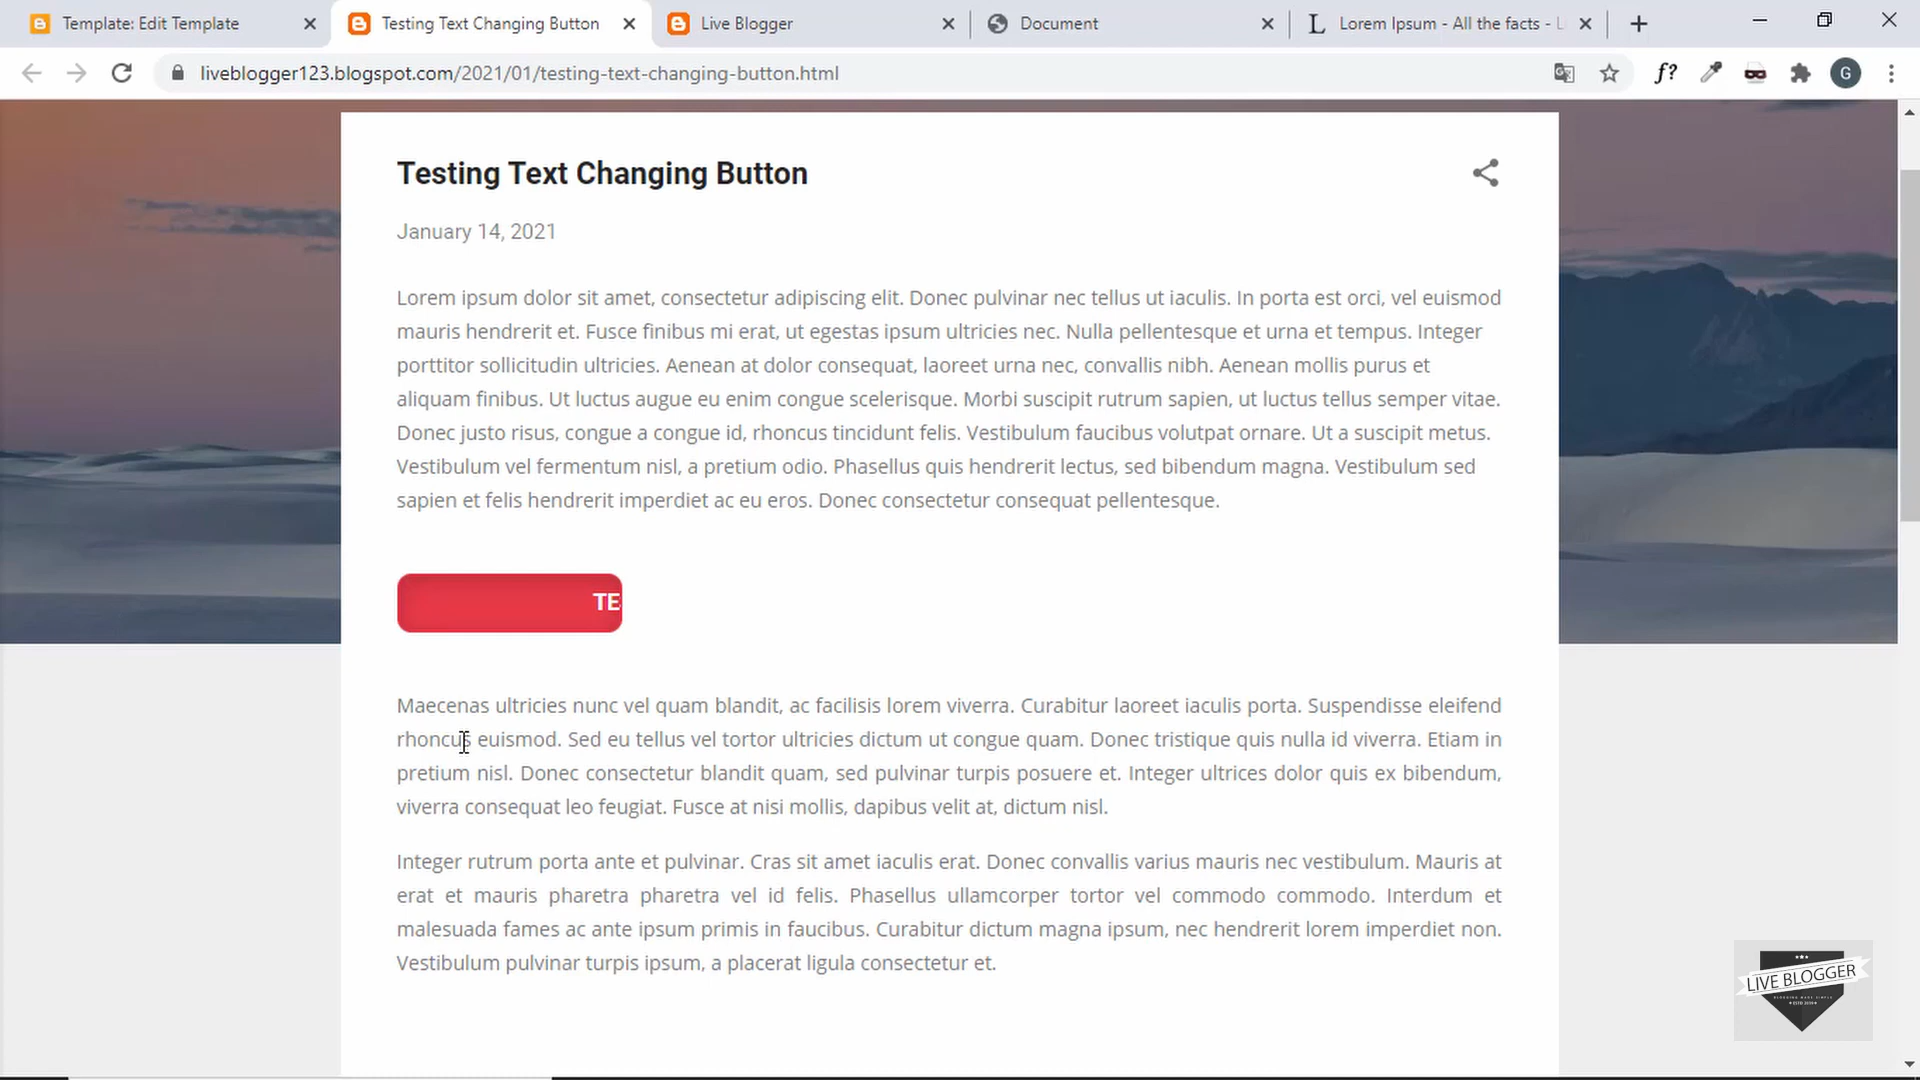 Template: Edit Template
Testing Text Changing Button
Live Blogger
Document
Lorem Ipsum - All the facts - L
liveblogger123.blogspot.com/2021/01/testing-text-changing-button.html
f?
G
Testing Text Changing Button
January 14, 2021
Lorem ipsum dolor sit amet, consectetur adipiscing elit. Donec pulvinar nec tellus ut iaculis. In porta est orci, vel euismod
mauris hendrerit et. Fusce finibus mi erat, ut egestas ipsum ultricies nec. Nulla pellentesque et urna et tempus. Integer
porttitor sollicitudin ultricies. Aenean at dolor consequat, laoreet urna nec, convallis nibh. Aenean mollis purus et
aliquam finibus. Ut luctus augue eu enim congue scelerisque. Morbi suscipit rutrum sapien, ut luctus tellus semper vitae.
Donec justo risus, congue a congue id, rhoncus tincidunt felis. Vestibulum faucibus volutpat ornare. Ut a suscipit metus.
Vestibulum vel fermentum nisl, a pretium odio. Phasellus quis hendrerit lectus, sed bibendum magna. Vestibulum sed
sapien et felis hendrerit imperdiet ac eu eros. Donec consectetur consequat pellentesque.
TE
Maecenas ultricies nunc vel quam blandit, ac facilisis lorem viverra. Curabitur laoreet iaculis porta. Suspendisse eleifend
rhoncus euismod. Sed eu tellus vel tortor ultricies dictum ut congue quam. Donec tristique quis nulla id viverra. Etiam in
pretium nisl. Donec consectetur blandit quam, sed pulvinar turpis posuere et. Integer ultrices dolor quis ex bibendum,
viverra consequat leo feugiat. Fusce at nisi mollis, dapibus velit at, dictum nisl.
Integer rutrum porta ante et pulvinar. Cras sit amet iaculis erat. Donec convallis varius mauris nec vestibulum. Mauris at
erat et mauris pharetra pharetra vel id felis. Phasellus ullamcorper tortor vel commodo commodo. Interdum et
malesuada fames ac ante ipsum primis in faucibus. Curabitur dictum magna ipsum, nec hendrerit lorem imperdiet non.
Vestibulum pulvinar turpis ipsum, a placerat ligula consectetur et.
LIVE BLOGGER